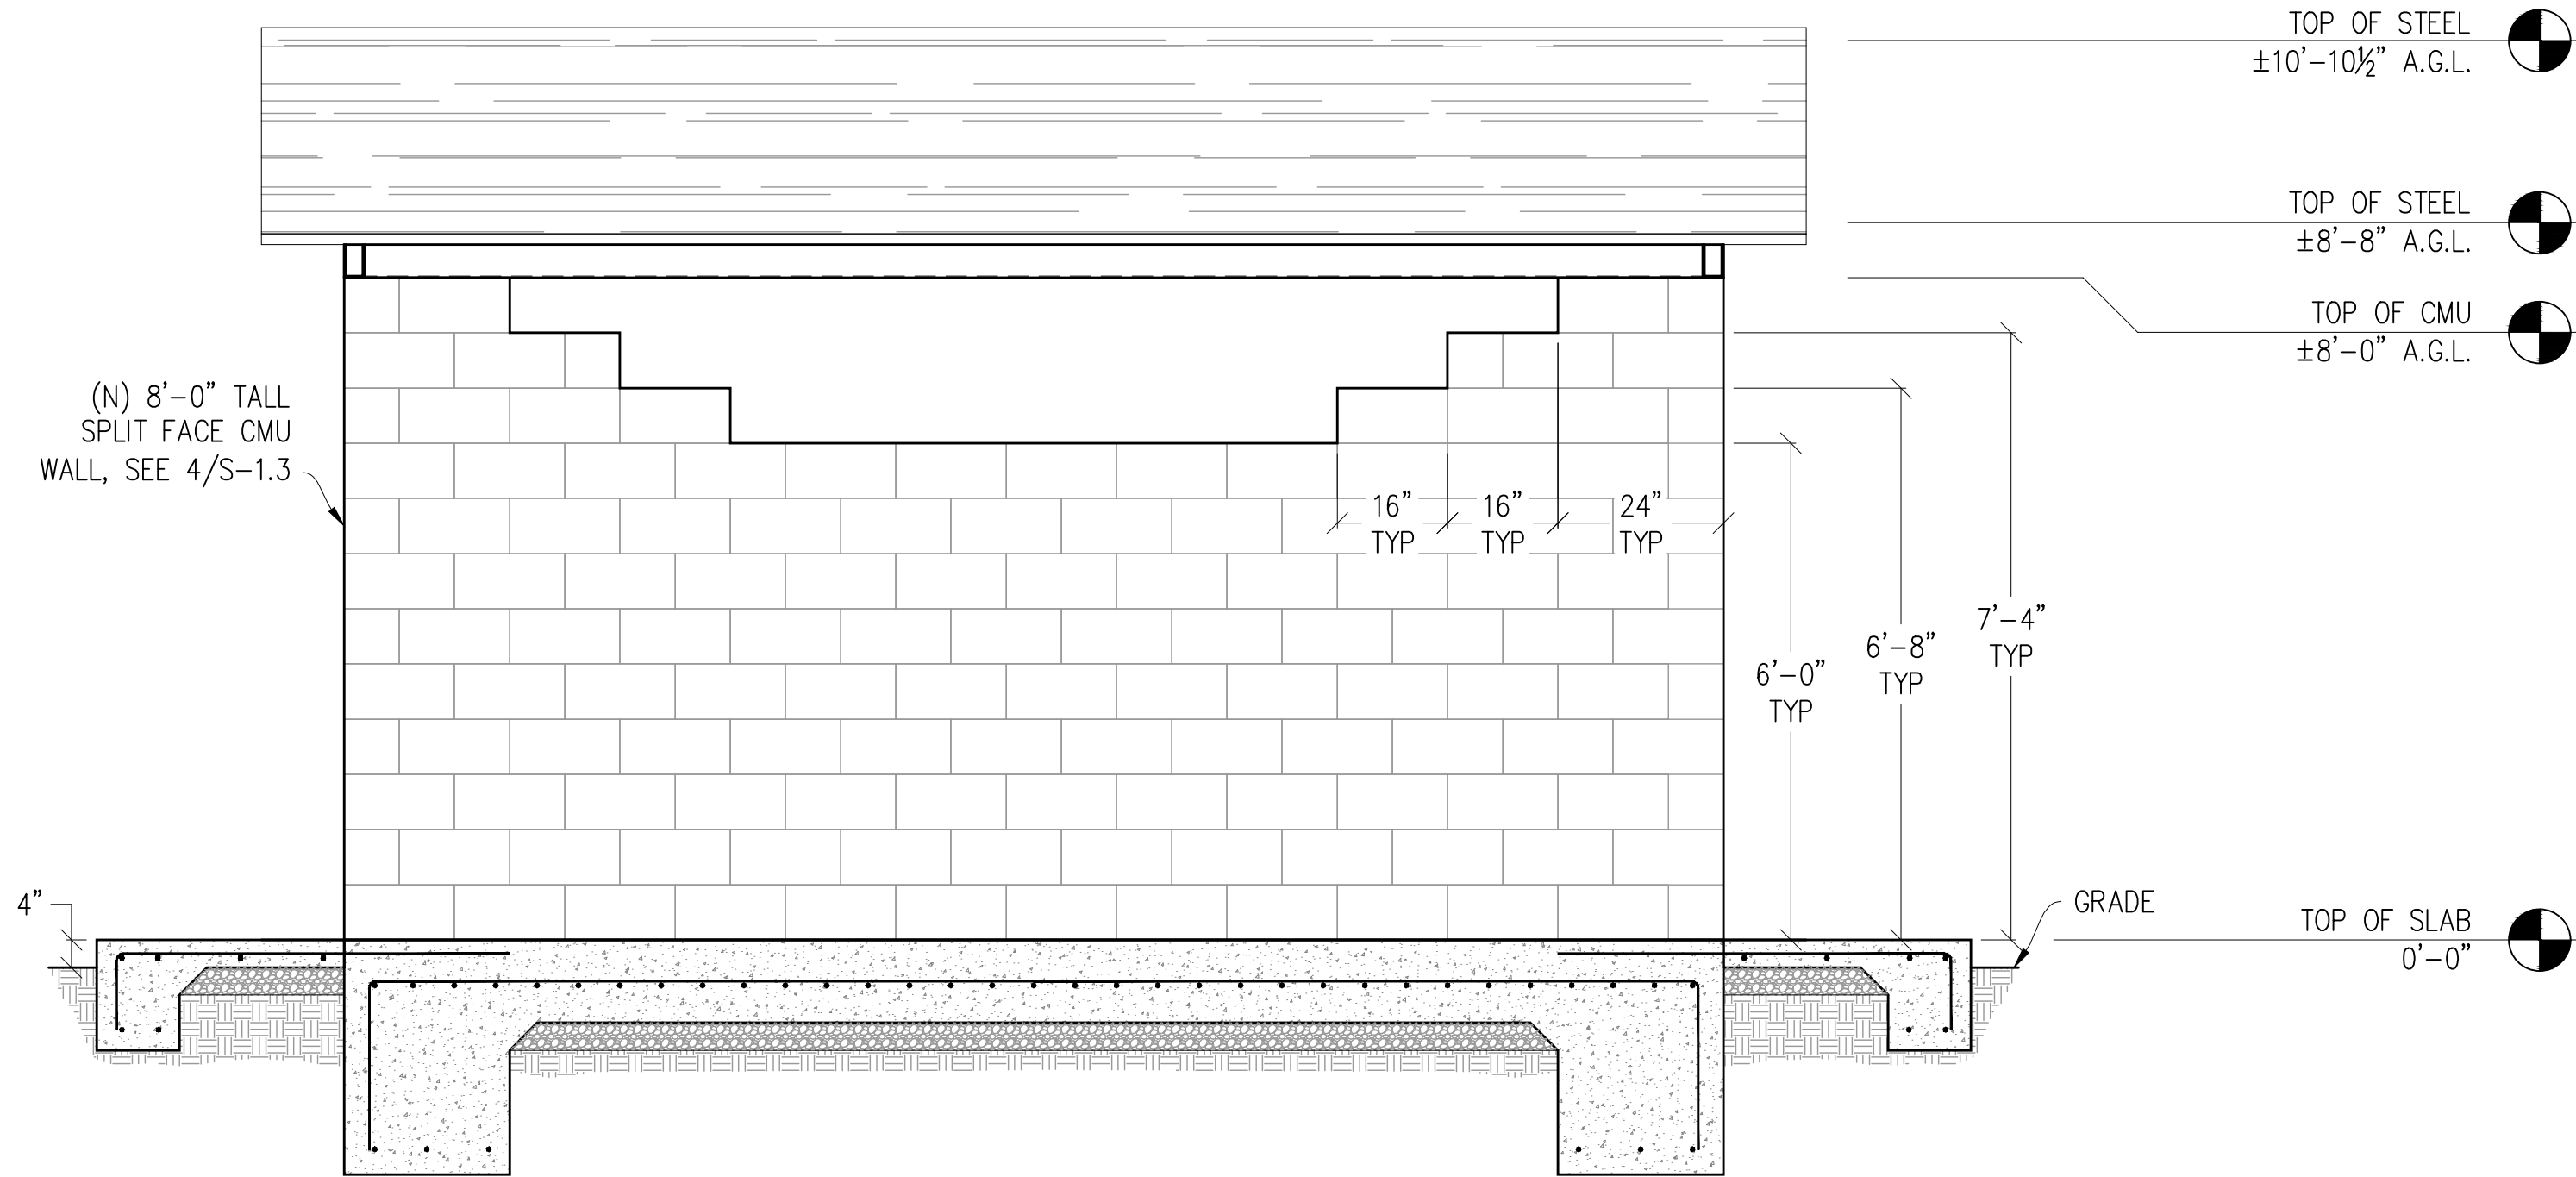 TOP OF STEEL
±10'-10½" A.G.L.
TOP OF STEEL
±8'-8" A.G.L.
TOP OF CMU
±8'-0" A.G.L.
(N) 8'-0" TALL
SPLIT FACE CMU
WALL, SEE 4/S-1.3
16"
TYP
16"
TYP
24"
TYP
6'-0"
TYP
6'-8"
TYP
7'-4"
TYP
4"
GRADE
TOP OF SLAB
0'-0"